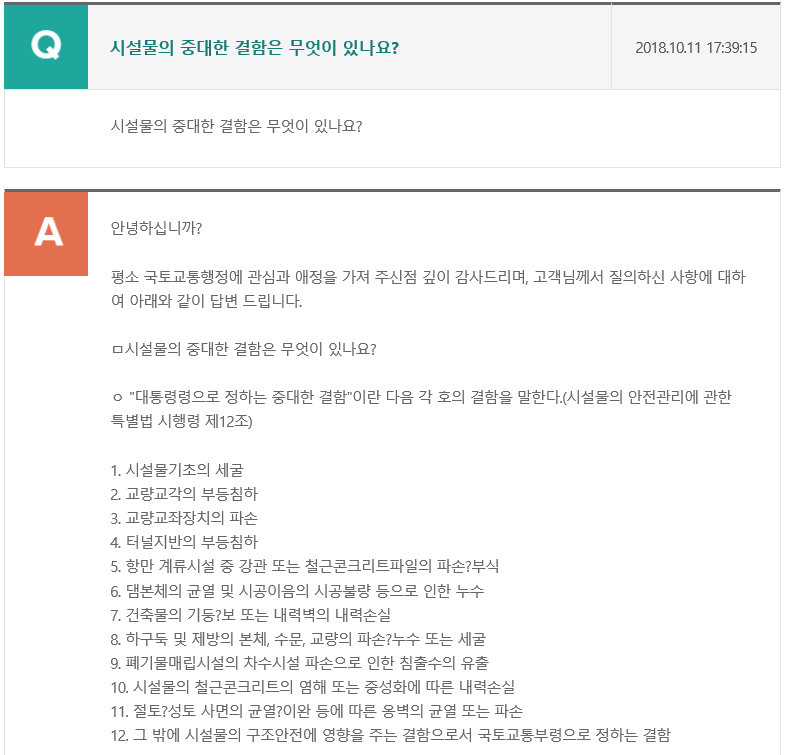 Q
시설물의 중대한 결함은 무엇이 있나요?
2018.10.11 17:39:15
시설물의 중대한 결함은 무엇이 있나요?
A
안녕하십니까?
평소 국토교통행정에 관심과 애정을 가져 주신점 깊이 감사드리며, 고객님께서 질의하신 사항에 대하
여 아래와 같이 답변 드립니다.
ㅁ시설물의 중대한 결함은 무엇이 있나요?
ㅇ "대통령령으로 정하는 중대한 결함"이란 다음 각 호의 결함을 말한다.(시설물의 안전관리에 관한
특별법 시행령 제12조)
1. 시설물기초의 세굴
2. 교량교각의 부등침하
3. 교량교좌장치의 파손
4. 터널지반의 부등침하
5. 항만 계류시설 중 강관 또는 철근콘크리트파일의 파손?부식
6. 댐본체의 균열 및 시공이음의 시공불량 등으로 인한 누수
7. 건축물의 기둥?보 또는 내력벽의 내력손실
8. 하구둑 및 제방의 본체, 수문, 교량의 파손?누수 또는 세굴
9. 폐기물매립시설의 차수시설 파손으로 인한 침출수의 유출
10. 시설물의 철근콘크리트의 염해 또는 중성화에 따른 내력손실
11. 절토?성토 사면의 균열?이완 등에 따른 옹벽의 균열 또는 파손
12. 그 밖에 시설물의 구조안전에 영향을 주는 결함으로서 국토교통부령으로 정하는 결함